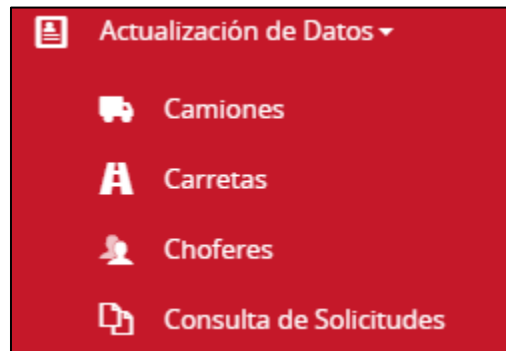 Actualización de Datos
Camiones
Carretas
Choferes
Consulta de Solicitudes